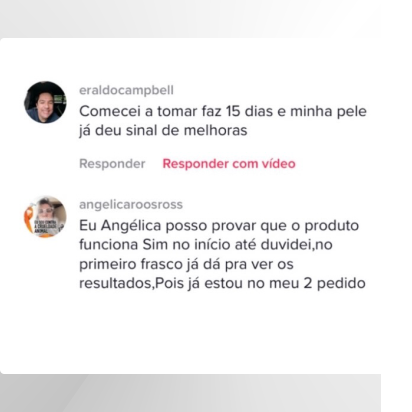 eraldocampbell
Comecei a tomar faz 15 dias e minha pele
já deu sinal de melhoras
Responder Responder com vídeo
angelicaroosross
Eu Angélica posso provar que o produto
funciona Sim no início até duvidei,no
primeiro frasco já dá pra ver os
resultados,Pois já estou no meu 2 pedido